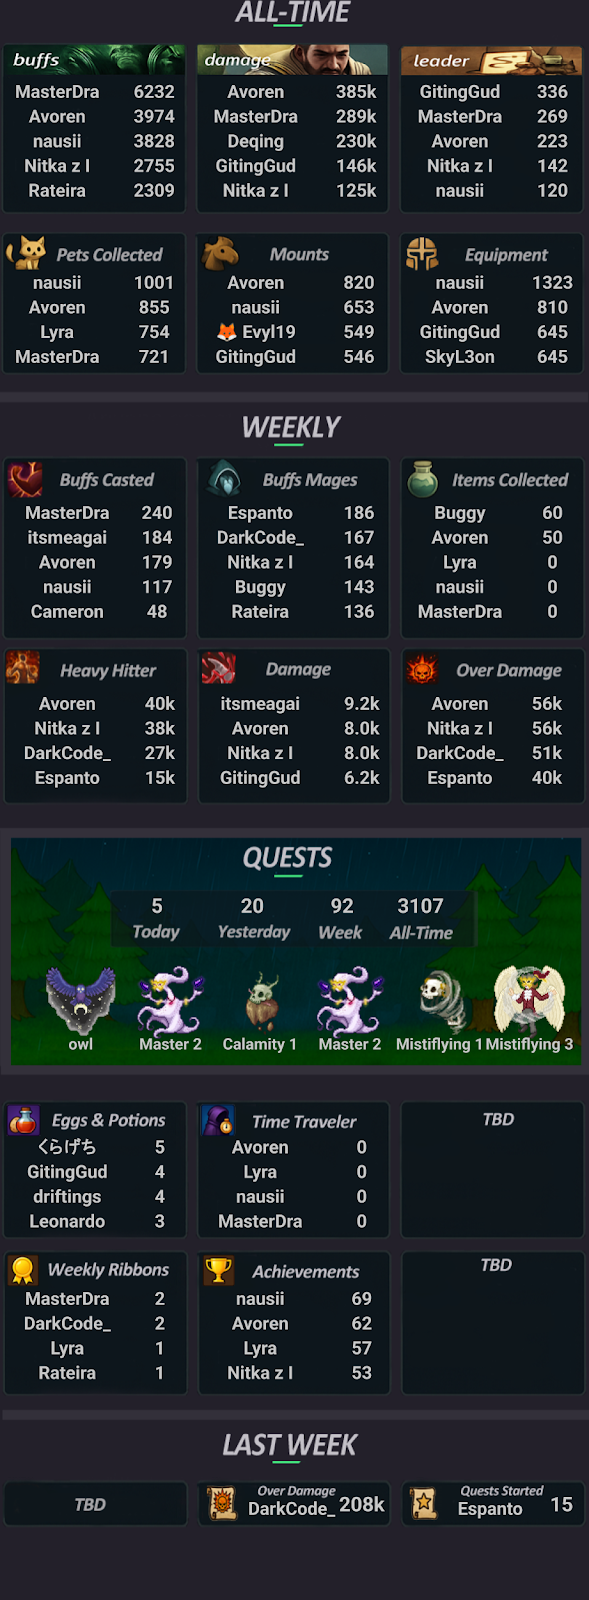 ALL-TIME
buffs
MasterDra 6232
Avoren 3974
nausii 3828
Nitka z l 2755
Rateira 2309
damage
Avoren 385k
MasterDra 289k
Deqing 230k
GitingGud 146k
Nitka z l 125k
leader
GitingGud 336
MasterDra 269
Avoren 223
Nitka z l 142
nausii 120
Pets Collected
nausii 1001
Avoren 855
Lyra 754
MasterDra 721
Mounts
Avoren 820
nausii 653
🦊 Evyl19 549
GitingGud 546
Equipment
nausii 1323
Avoren 810
GitingGud 645
SkyL3on 645
WEEKLY
Buffs Casted
MasterDra 240
itsmeagai 184
Avoren 179
nausii 117
Cameron 48
Buffs Mages
Espanto 186
DarkCode_ 167
Nitka z l 164
Buggy 143
Rateira 136
Items Collected
Buggy 60
Avoren 50
Lyra 0
nausii 0
MasterDra 0
Heavy Hitter
Avoren 40k
Nitka z l 38k
DarkCode_ 27k
Espanto 15k
Damage
itsmeagai 9.2k
Avoren 8.0k
Nitka z l 8.0k
GitingGud 6.2k
Over Damage
Avoren 56k
Nitka z l 56k
DarkCode_ 51k
Espanto 40k
QUESTS
5 20 92 3107
Today Yesterday Week All-Time
owl Master 2 Calamity 1 Master 2 Mistiflying 1 Mistiflying 3
Eggs & Potions
くらげち 5
GitingGud 4
driftings 4
Leonardo 3
Time Traveler
Avoren 0
Lyra 0
nausii 0
MasterDra 0
TBD
Weekly Ribbons
MasterDra 2
DarkCode_ 2
Lyra 1
Rateira 1
Achievements
nausii 69
Avoren 62
Lyra 57
Nitka z l 53
TBD
LAST WEEK
TBD
Over Damage
DarkCode_ 208k
Quests Started
Espanto 15